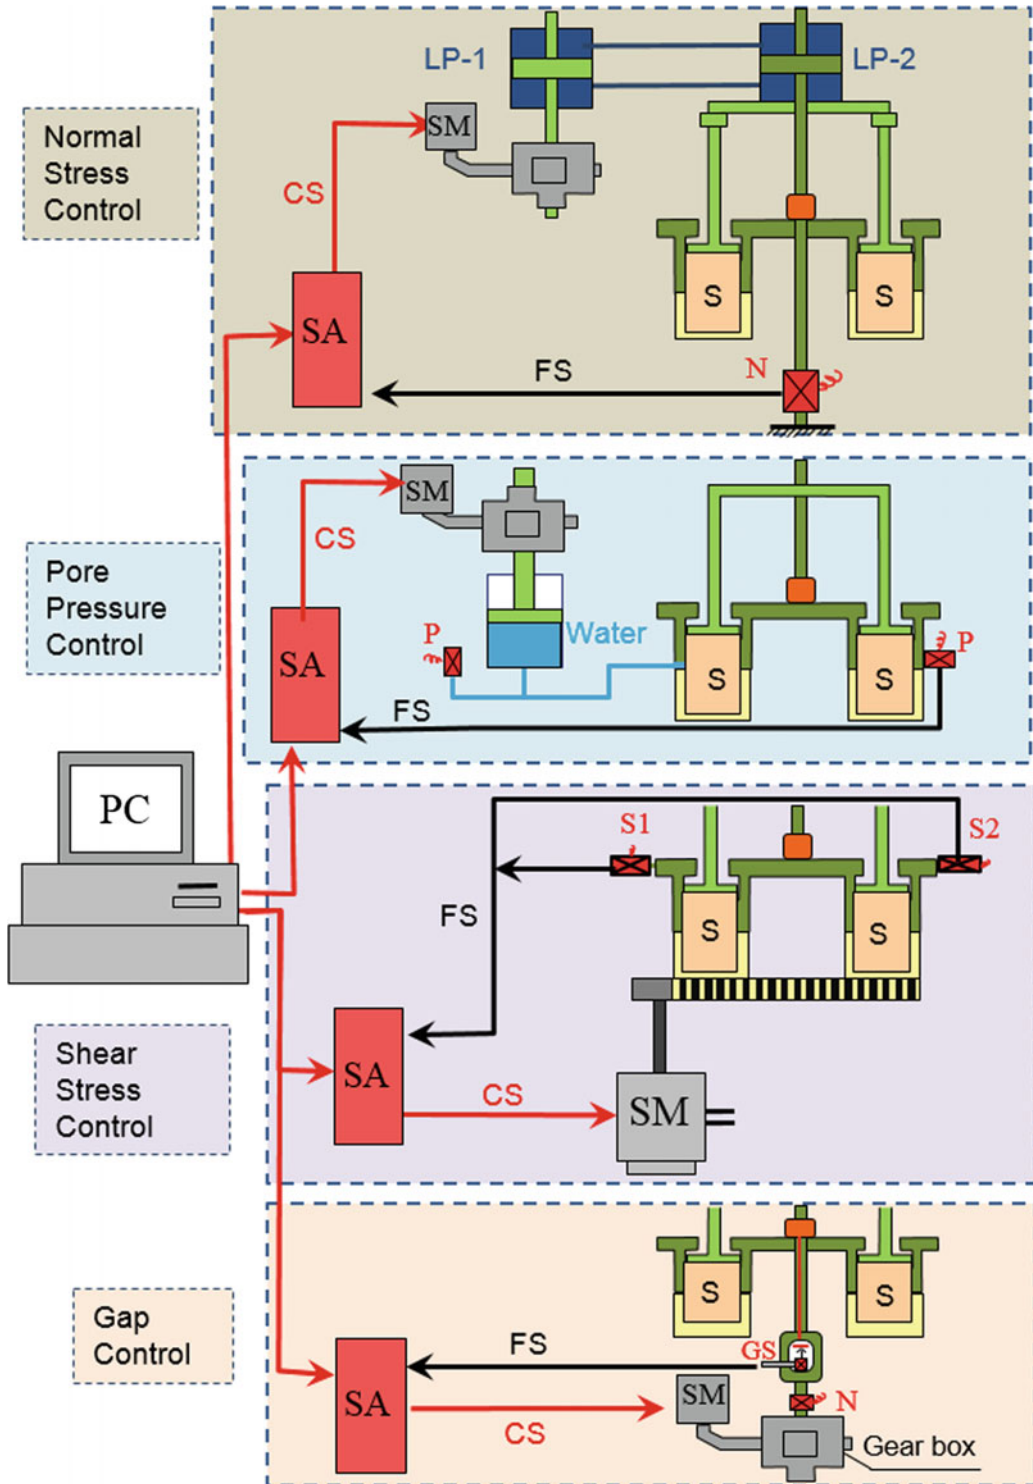 LP-1
LP-2
Normal
Stress
Control
SM
CS
S
S
SA
FS
N
SM
CS
Pore
Pressure
Control
P
Water
P
SA
S
S
FS
PC
S1
S2
FS
S
S
Shear
Stress
Control
SA
CS
SM
Gap
Control
S
S
FS
GS
SA
SM
N
CS
Gear box